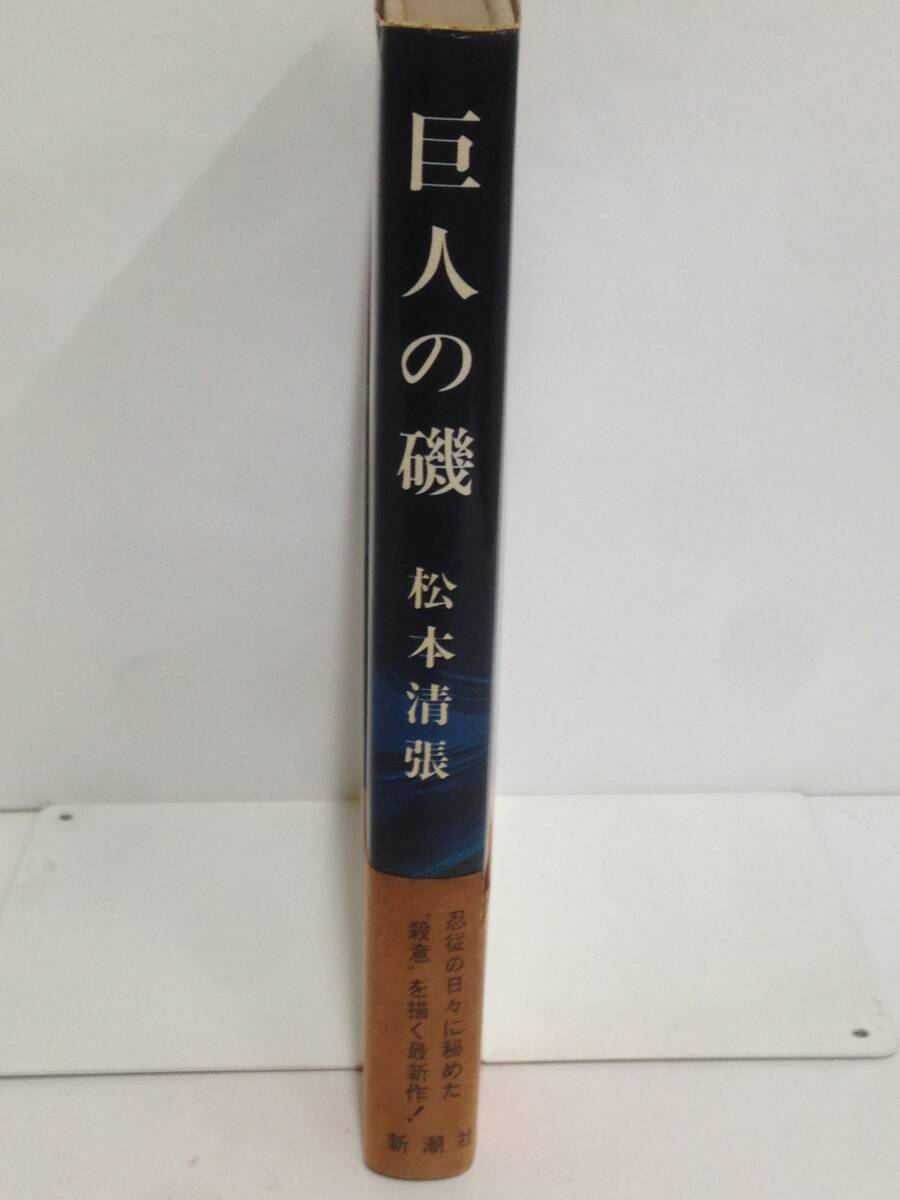 巨人の磯
松本清張
忍従の日々に秘めた
〝殺意〟を描く最新作！
新潮社